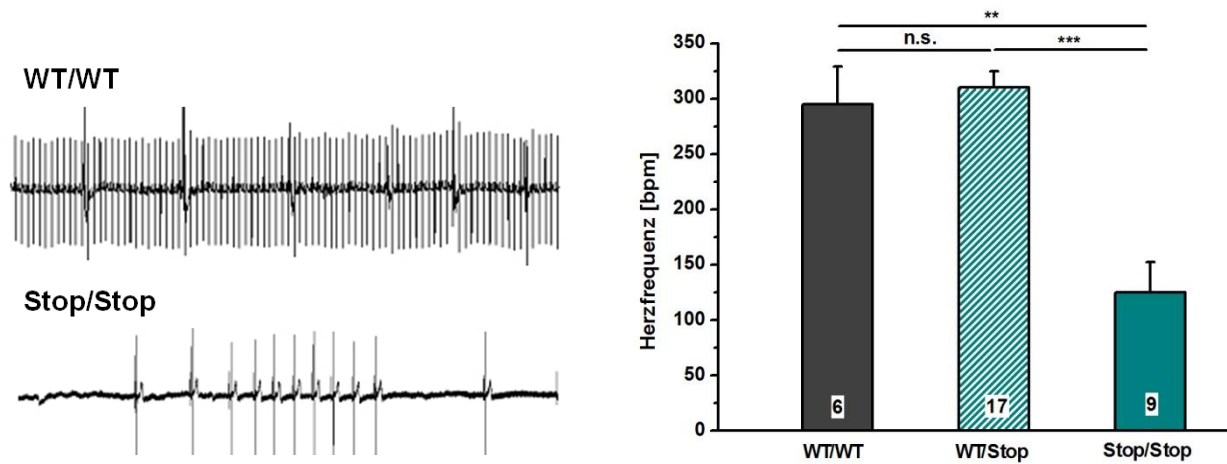 WT/WT
Stop/Stop
**
n.s.
***
350
300
250
200
150
100
50
0
Herzfrequenz [bpm]
6
17
9
WT/WT
WT/Stop
Stop/Stop